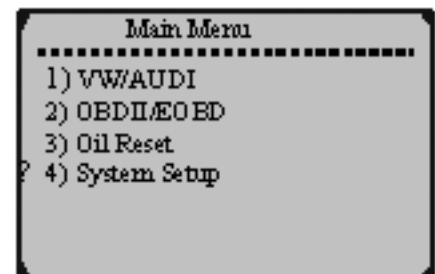 Main Menu
1) VW/AUDI
2) OBDII/EOBD
3) Oil Reset
? 4) System Setup